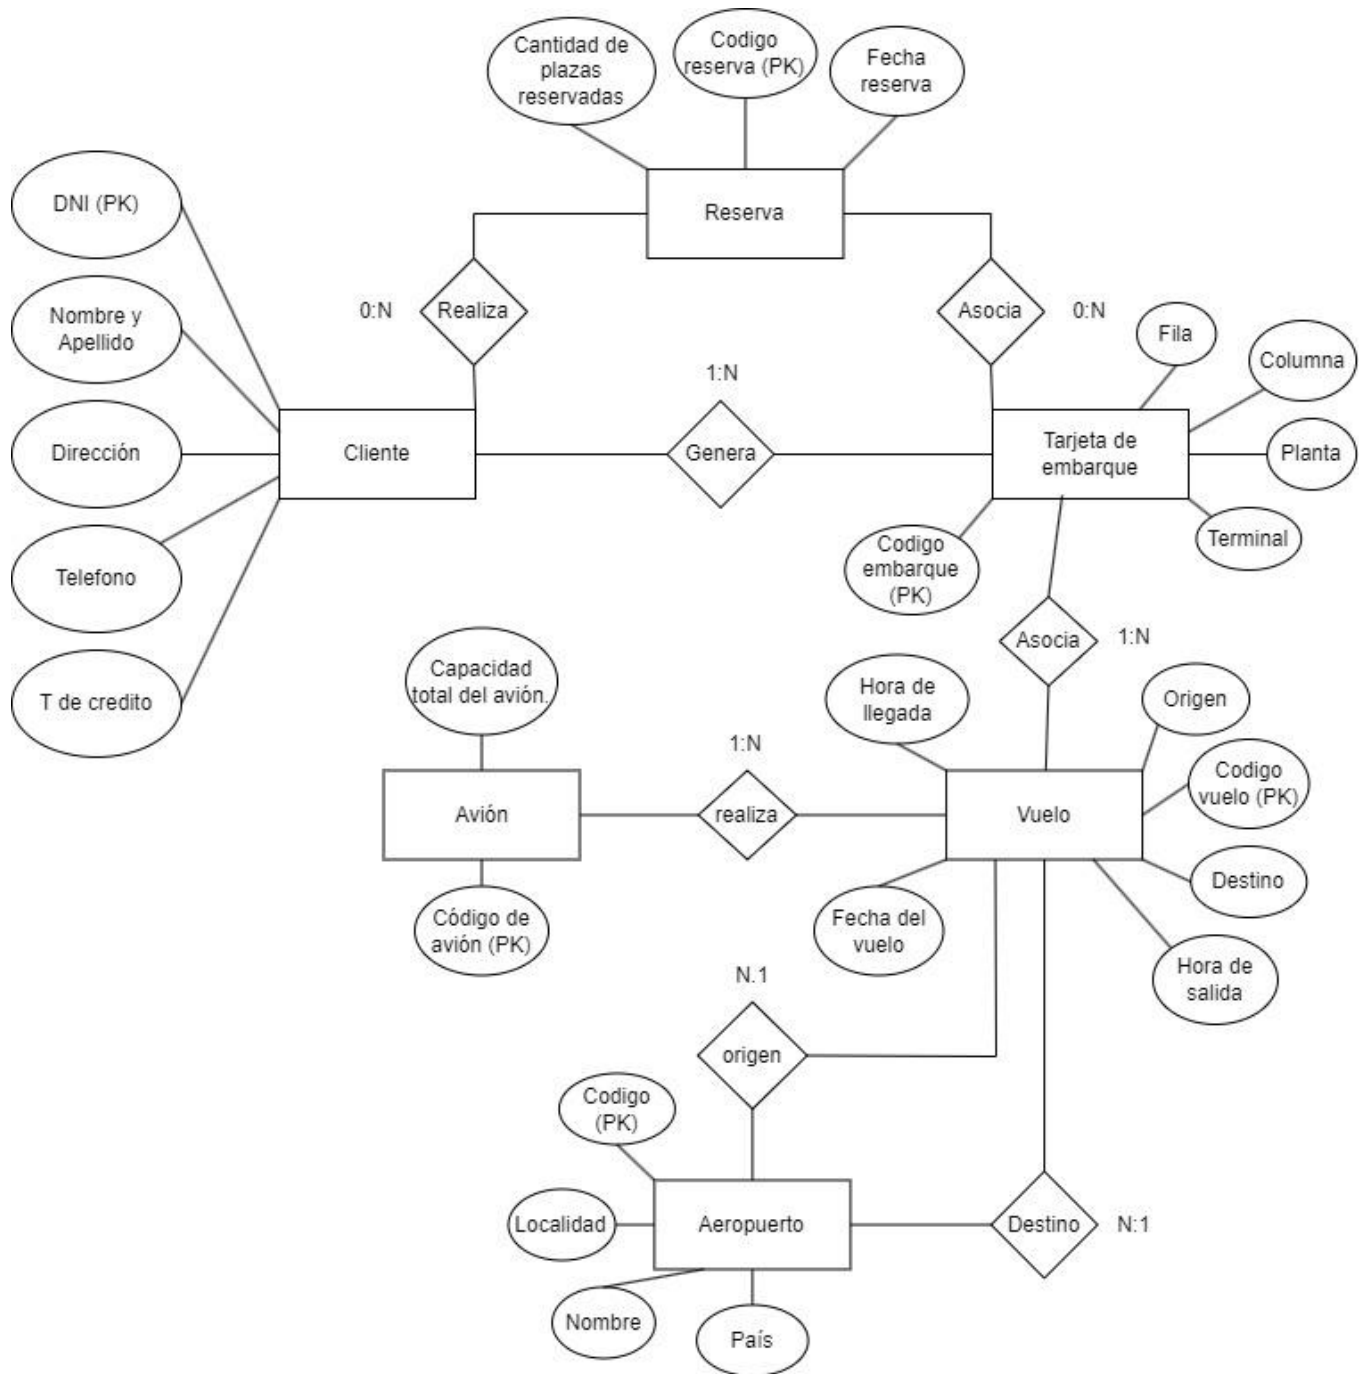 Cantidad de
plazas
reservadas
Codigo
reserva (PK)
Fecha
reserva
DNI (PK)
Reserva
0:N
Realiza
Asocia
0:N
Nombre y
Apellido
Fila
Columna
1:N
Dirección
Cliente
Genera
Tarjeta de
embarque
Planta
Terminal
Codigo
embarque
(PK)
Telefono
Asocia
1:N
Capacidad
total del avión.
Hora de
llegada
Origen
T de credito
1:N
Codigo
vuelo (PK)
Avión
realiza
Vuelo
Destino
Código de
avión (PK)
Fecha del
vuelo
Hora de
salida
N.1
origen
Codigo
(PK)
Localidad
Aeropuerto
Destino
N:1
Nombre
País